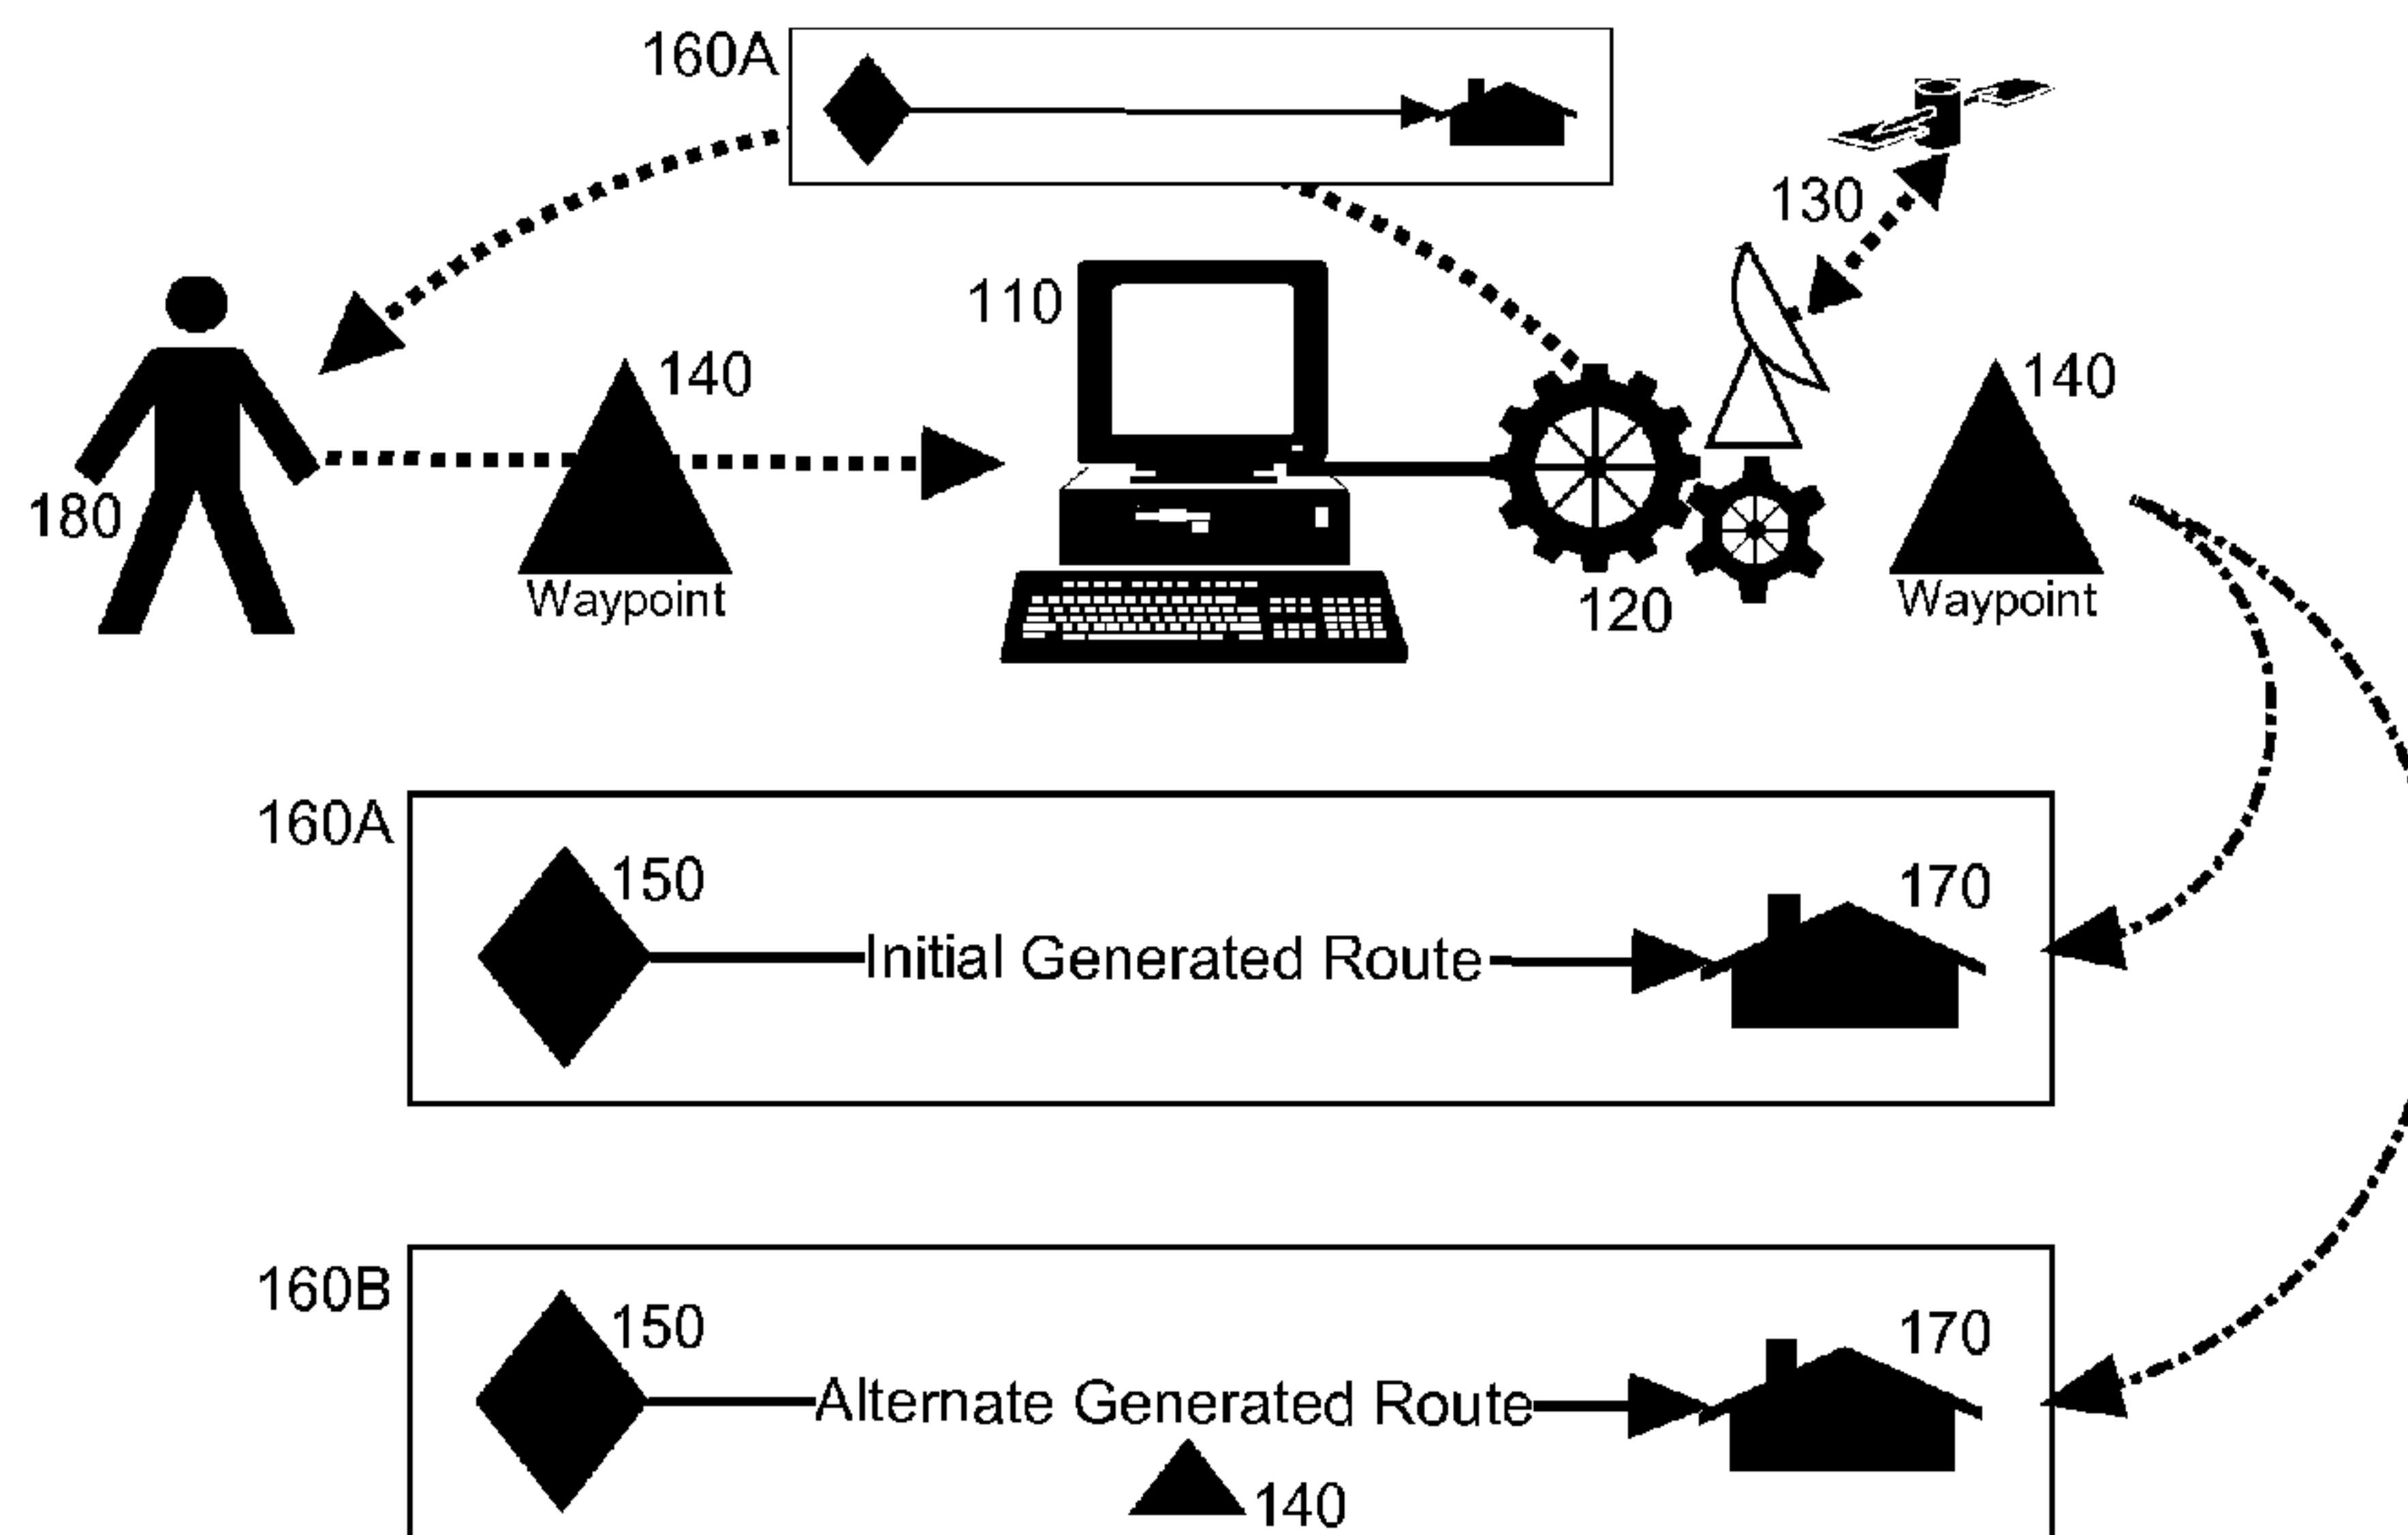 160A
130
110
140
140
180
Waypoint
120
Waypoint
160A
150
170
Initial Generated Route
160B
150
170
Alternate Generated Route
140